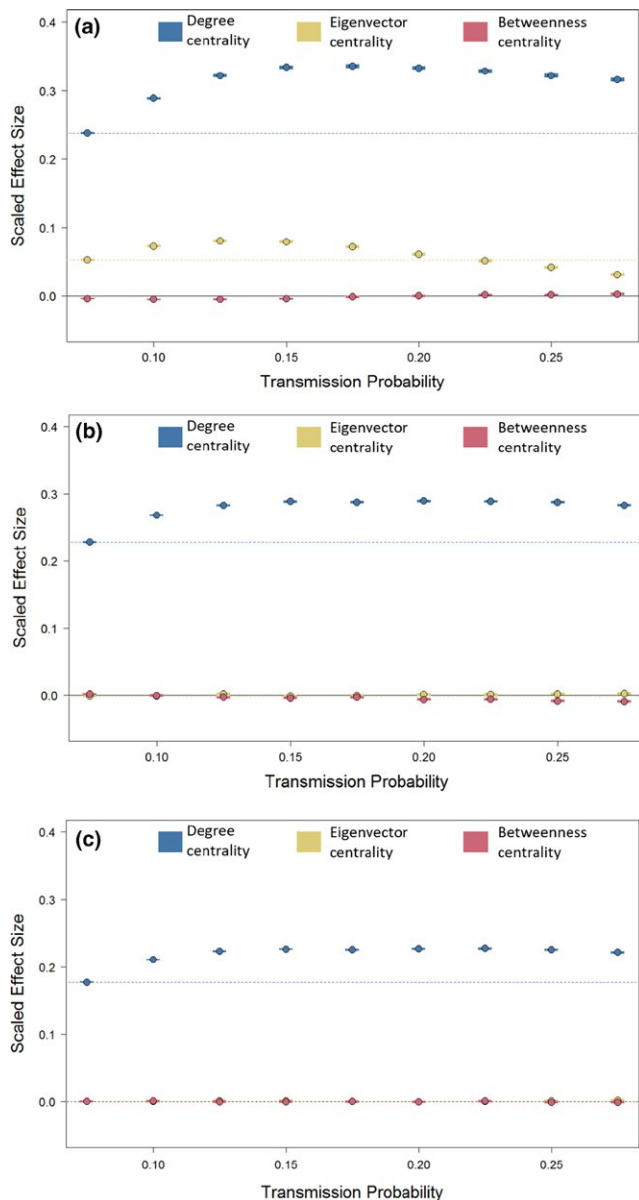 (a)
Degree centrality
Eigenvector centrality
Betweenness centrality
0.4
0.3
0.2
0.1
0.0
Scaled Effect Size
0.10 0.15 0.20 0.25
Transmission Probability
(b)
Degree centrality
Eigenvector centrality
Betweenness centrality
0.4
0.3
0.2
0.1
0.0
Scaled Effect Size
0.10 0.15 0.20 0.25
Transmission Probability
(c)
Degree centrality
Eigenvector centrality
Betweenness centrality
0.4
0.3
0.2
0.1
0.0
Scaled Effect Size
0.10 0.15 0.20 0.25
Transmission Probability